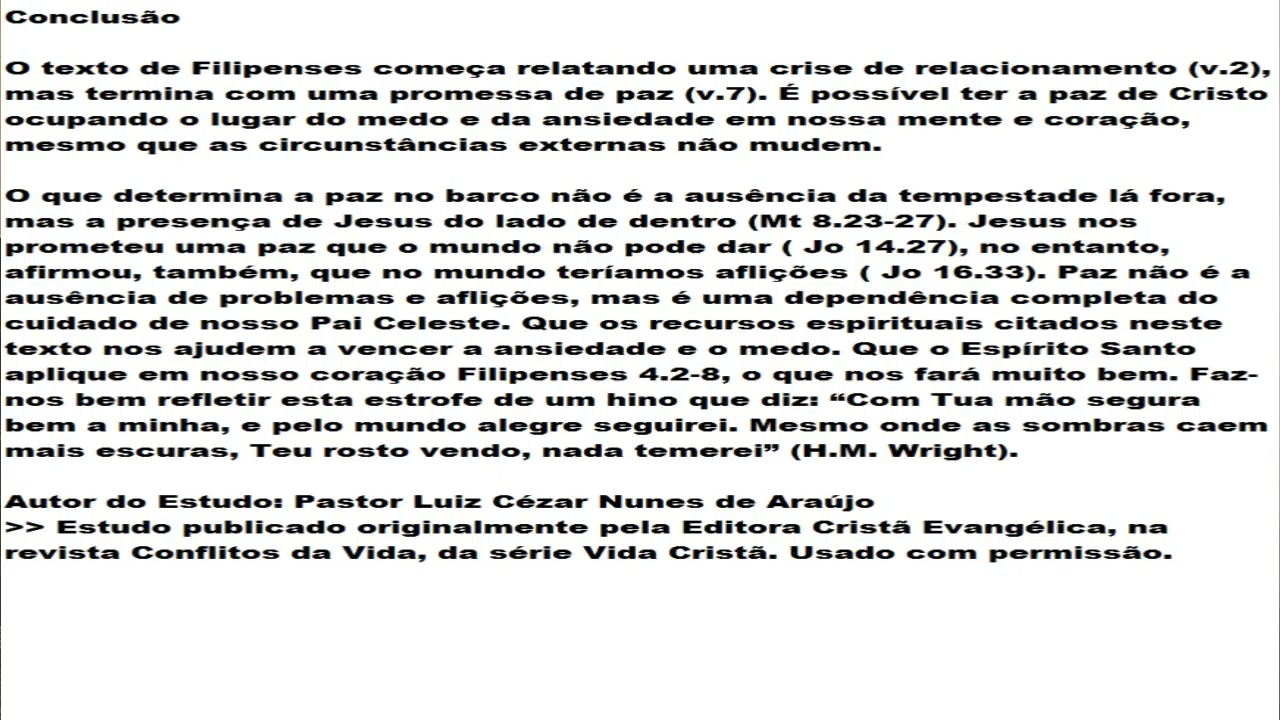 Conclusão
O texto de Filipenses começa relatando uma crise de relacionamento (v.2),
mas termina com uma promessa de paz (v.7). É possível ter a paz de Cristo
ocupando o lugar do medo e da ansiedade em nossa mente e coração,
mesmo que as circunstâncias externas não mudem.
O que determina a paz no barco não é a ausência da tempestade lá fora,
mas a presença de Jesus do lado de dentro (Mt 8.23-27). Jesus nos
prometeu uma paz que o mundo não pode dar ( Jo 14.27), no entanto,
afirmou, também, que no mundo teríamos aflições ( Jo 16.33). Paz não é a
ausência de problemas e aflições, mas é uma dependência completa do
cuidado de nosso Pai Celeste. Que os recursos espirituais citados neste
texto nos ajudem a vencer a ansiedade e o medo. Que o Espírito Santo
aplique em nosso coração Filipenses 4.2-8, o que nos fará muito bem. Faz-
nos bem refletir esta estrofe de um hino que diz: “Com Tua mão segura
bem a minha, e pelo mundo alegre seguirei. Mesmo onde as sombras caem
mais escuras, Teu rosto vendo, nada temerei” (H.M. Wright).
Autor do Estudo: Pastor Luiz Cézar Nunes de Araújo
>> Estudo publicado originalmente pela Editora Cristã Evangélica, na
revista Conflitos da Vida, da série Vida Cristã. Usado com permissão.